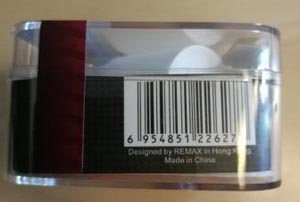 6 954851 22627
Designed by REMAX in Hong Kong
Made in China